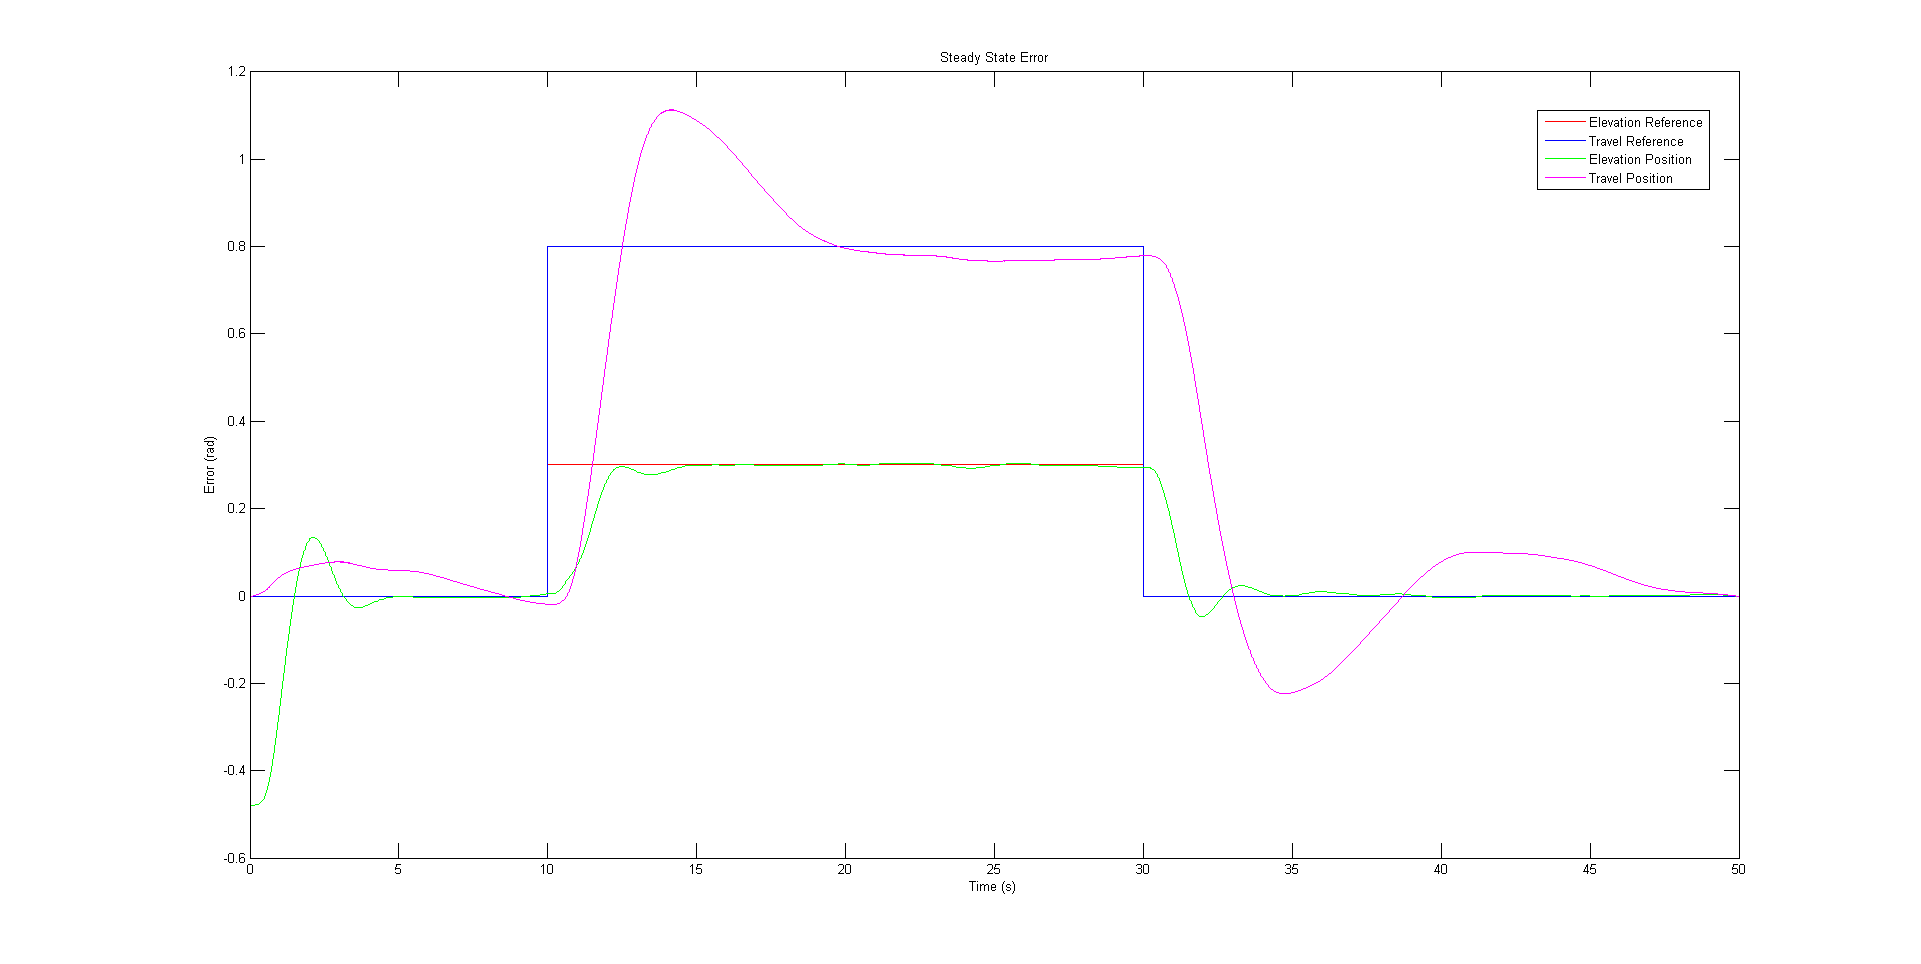 Steady State Error
1.2
1
0.8
0.6
0.4
0.2
0
-0.2
-0.4
-0.6
Error (rad)
Elevation Reference
Travel Reference
Elevation Position
Travel Position
0 5 10 15 20 25 30 35 40 45 50
Time (s)